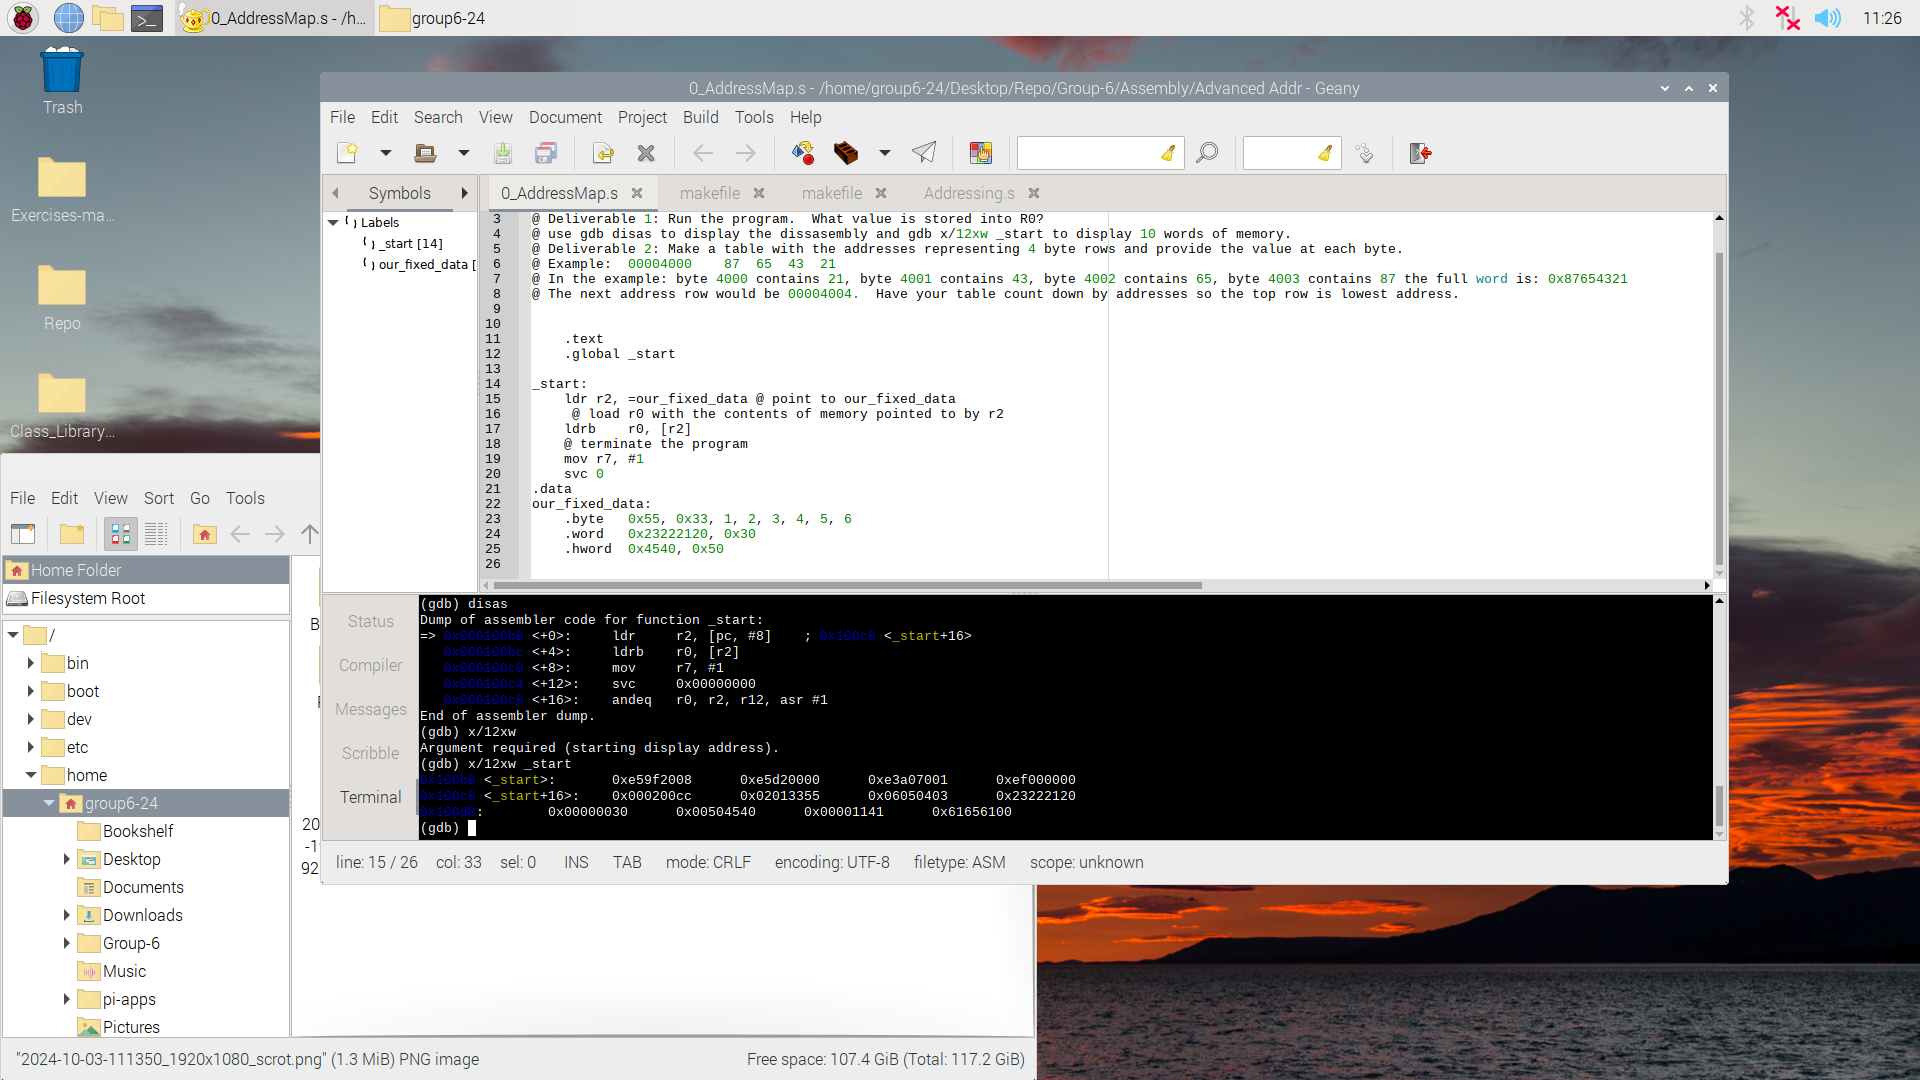 0_AddressMap.s - /h...
group6-24
11:26
Trash
Exercises-ma...
Repo
Class_Library...
0_AddressMap.s - /home/group6-24/Desktop/Repo/Group-6/Assembly/Advanced Addr - Geany
File Edit Search View Document Project Build Tools Help
Symbols
0_AddressMap.s makefile makefile Addressing.s
Labels
_start [14]
our_fixed_data [
3 @ Deliverable 1: Run the program.  What value is stored into R0?
4 @ use gdb disas to display the dissasembly and gdb x/12xw _start to display 10 words of memory.
5 @ Deliverable 2: Make a table with the addresses representing 4 byte rows and provide the value at each byte.
6 @ Example:  00004000    87  65  43  21
7 @ In the example: byte 4000 contains 21, byte 4001 contains 43, byte 4002 contains 65, byte 4003 contains 87 the full word is: 0x87654321
8 @ The next address row would be 00004004.  Have your table count down by addresses so the top row is lowest address.
9
10
11 .text
12 .global _start
13
14 _start:
15 ldr r2, =our_fixed_data @ point to our_fixed_data
16 @ load r0 with the contents of memory pointed to by r2
17 ldrb    r0, [r2]
18 @ terminate the program
19 mov r7, #1
20 svc 0
21 .data
22 our_fixed_data:
23 .byte   0x55, 0x33, 1, 2, 3, 4, 5, 6
24 .word   0x23222120, 0x30
25 .hword  0x4540, 0x50
26
Status
Compiler
Messages
Scribble
Terminal
(gdb) disas
Dump of assembler code for function _start:
=> 0x000100b8 <+0>:     ldr     r2, [pc, #8]    ; 0x100c8 <_start+16>
0x000100bc <+4>:     ldrb    r0, [r2]
0x000100c0 <+8>:     mov     r7, #1
0x000100c4 <+12>:    svc     0x00000000
0x000100c8 <+16>:    andeq   r0, r2, r12, asr #1
End of assembler dump.
(gdb) x/12xw
Argument required (starting display address).
(gdb) x/12xw _start
0x100b8 <_start>:       0xe59f2008      0xe5d20000      0xe3a07001      0xef000000
0x100c8 <_start+16>:    0x000200cc      0x02013355      0x06050403      0x23222120
0x100d8:        0x00000030      0x00504540      0x00001141      0x61656100
(gdb)
line: 15 / 26 col: 33 sel: 0 INS TAB mode: CRLF encoding: UTF-8 filetype: ASM scope: unknown
File Edit View Sort Go Tools
Home Folder
Filesystem Root
/
bin
boot
dev
etc
home
group6-24
Bookshelf
Desktop
Documents
Downloads
Group-6
Music
pi-apps
Pictures
B
20
-1
92
"2024-10-03-111350_1920x1080_scrot.png" (1.3 MiB) PNG image
Free space: 107.4 GiB (Total: 117.2 GiB)